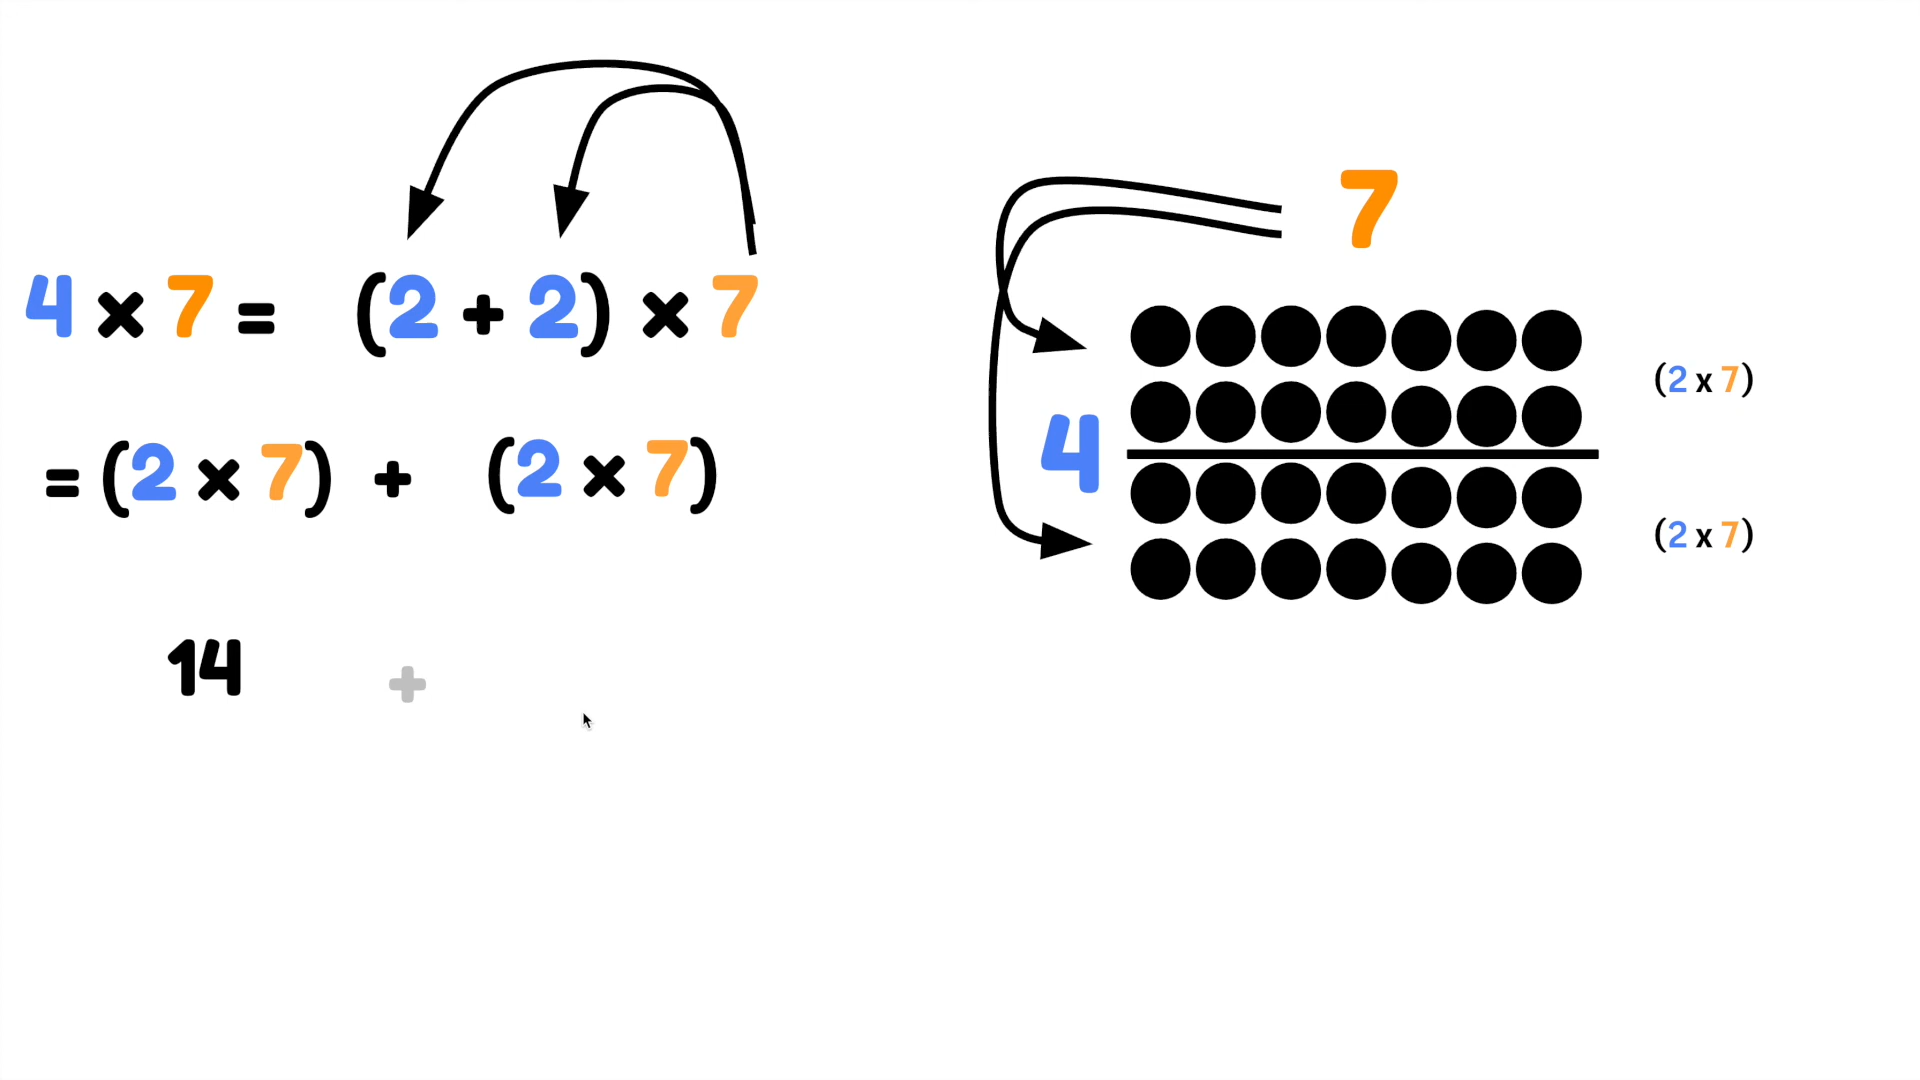 4 × 7 = (2 + 2) × 7
= (2 × 7) + (2 × 7)
14 +
7
4
(2 x 7)
(2 x 7)